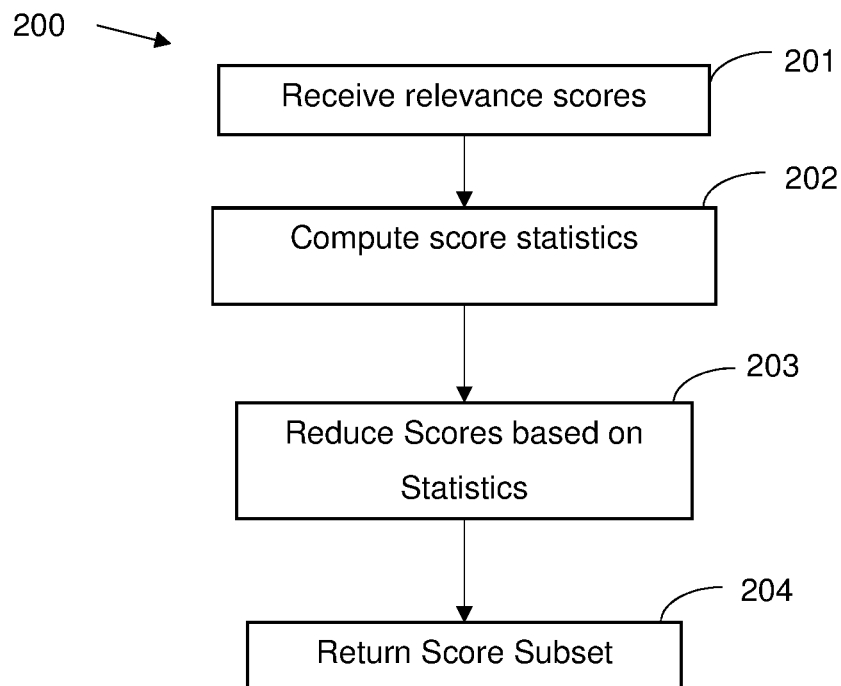 200
201
Receive relevance scores
202
Compute score statistics
203
Reduce Scores based on
Statistics
204
Return Score Subset